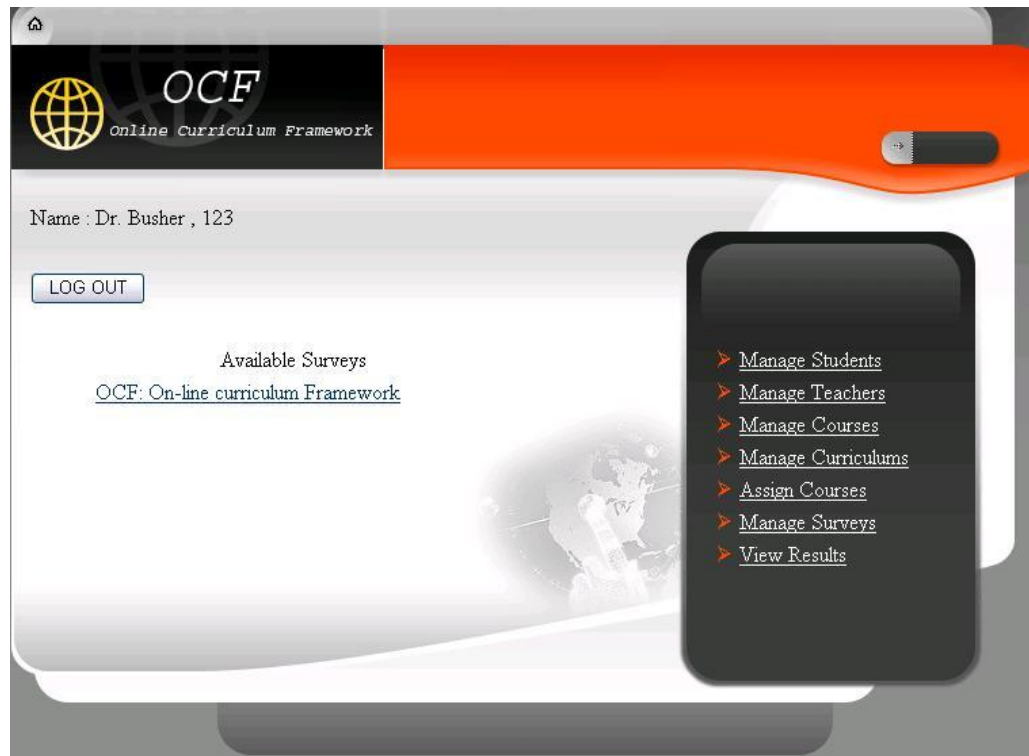 OCF
Online Curriculum Framework
Name : Dr. Busher , 123
LOG OUT
Available Surveys
OCF: On-line curriculum Framework
Manage Students
Manage Teachers
Manage Courses
Manage Curriculums
Assign Courses
Manage Surveys
View Results